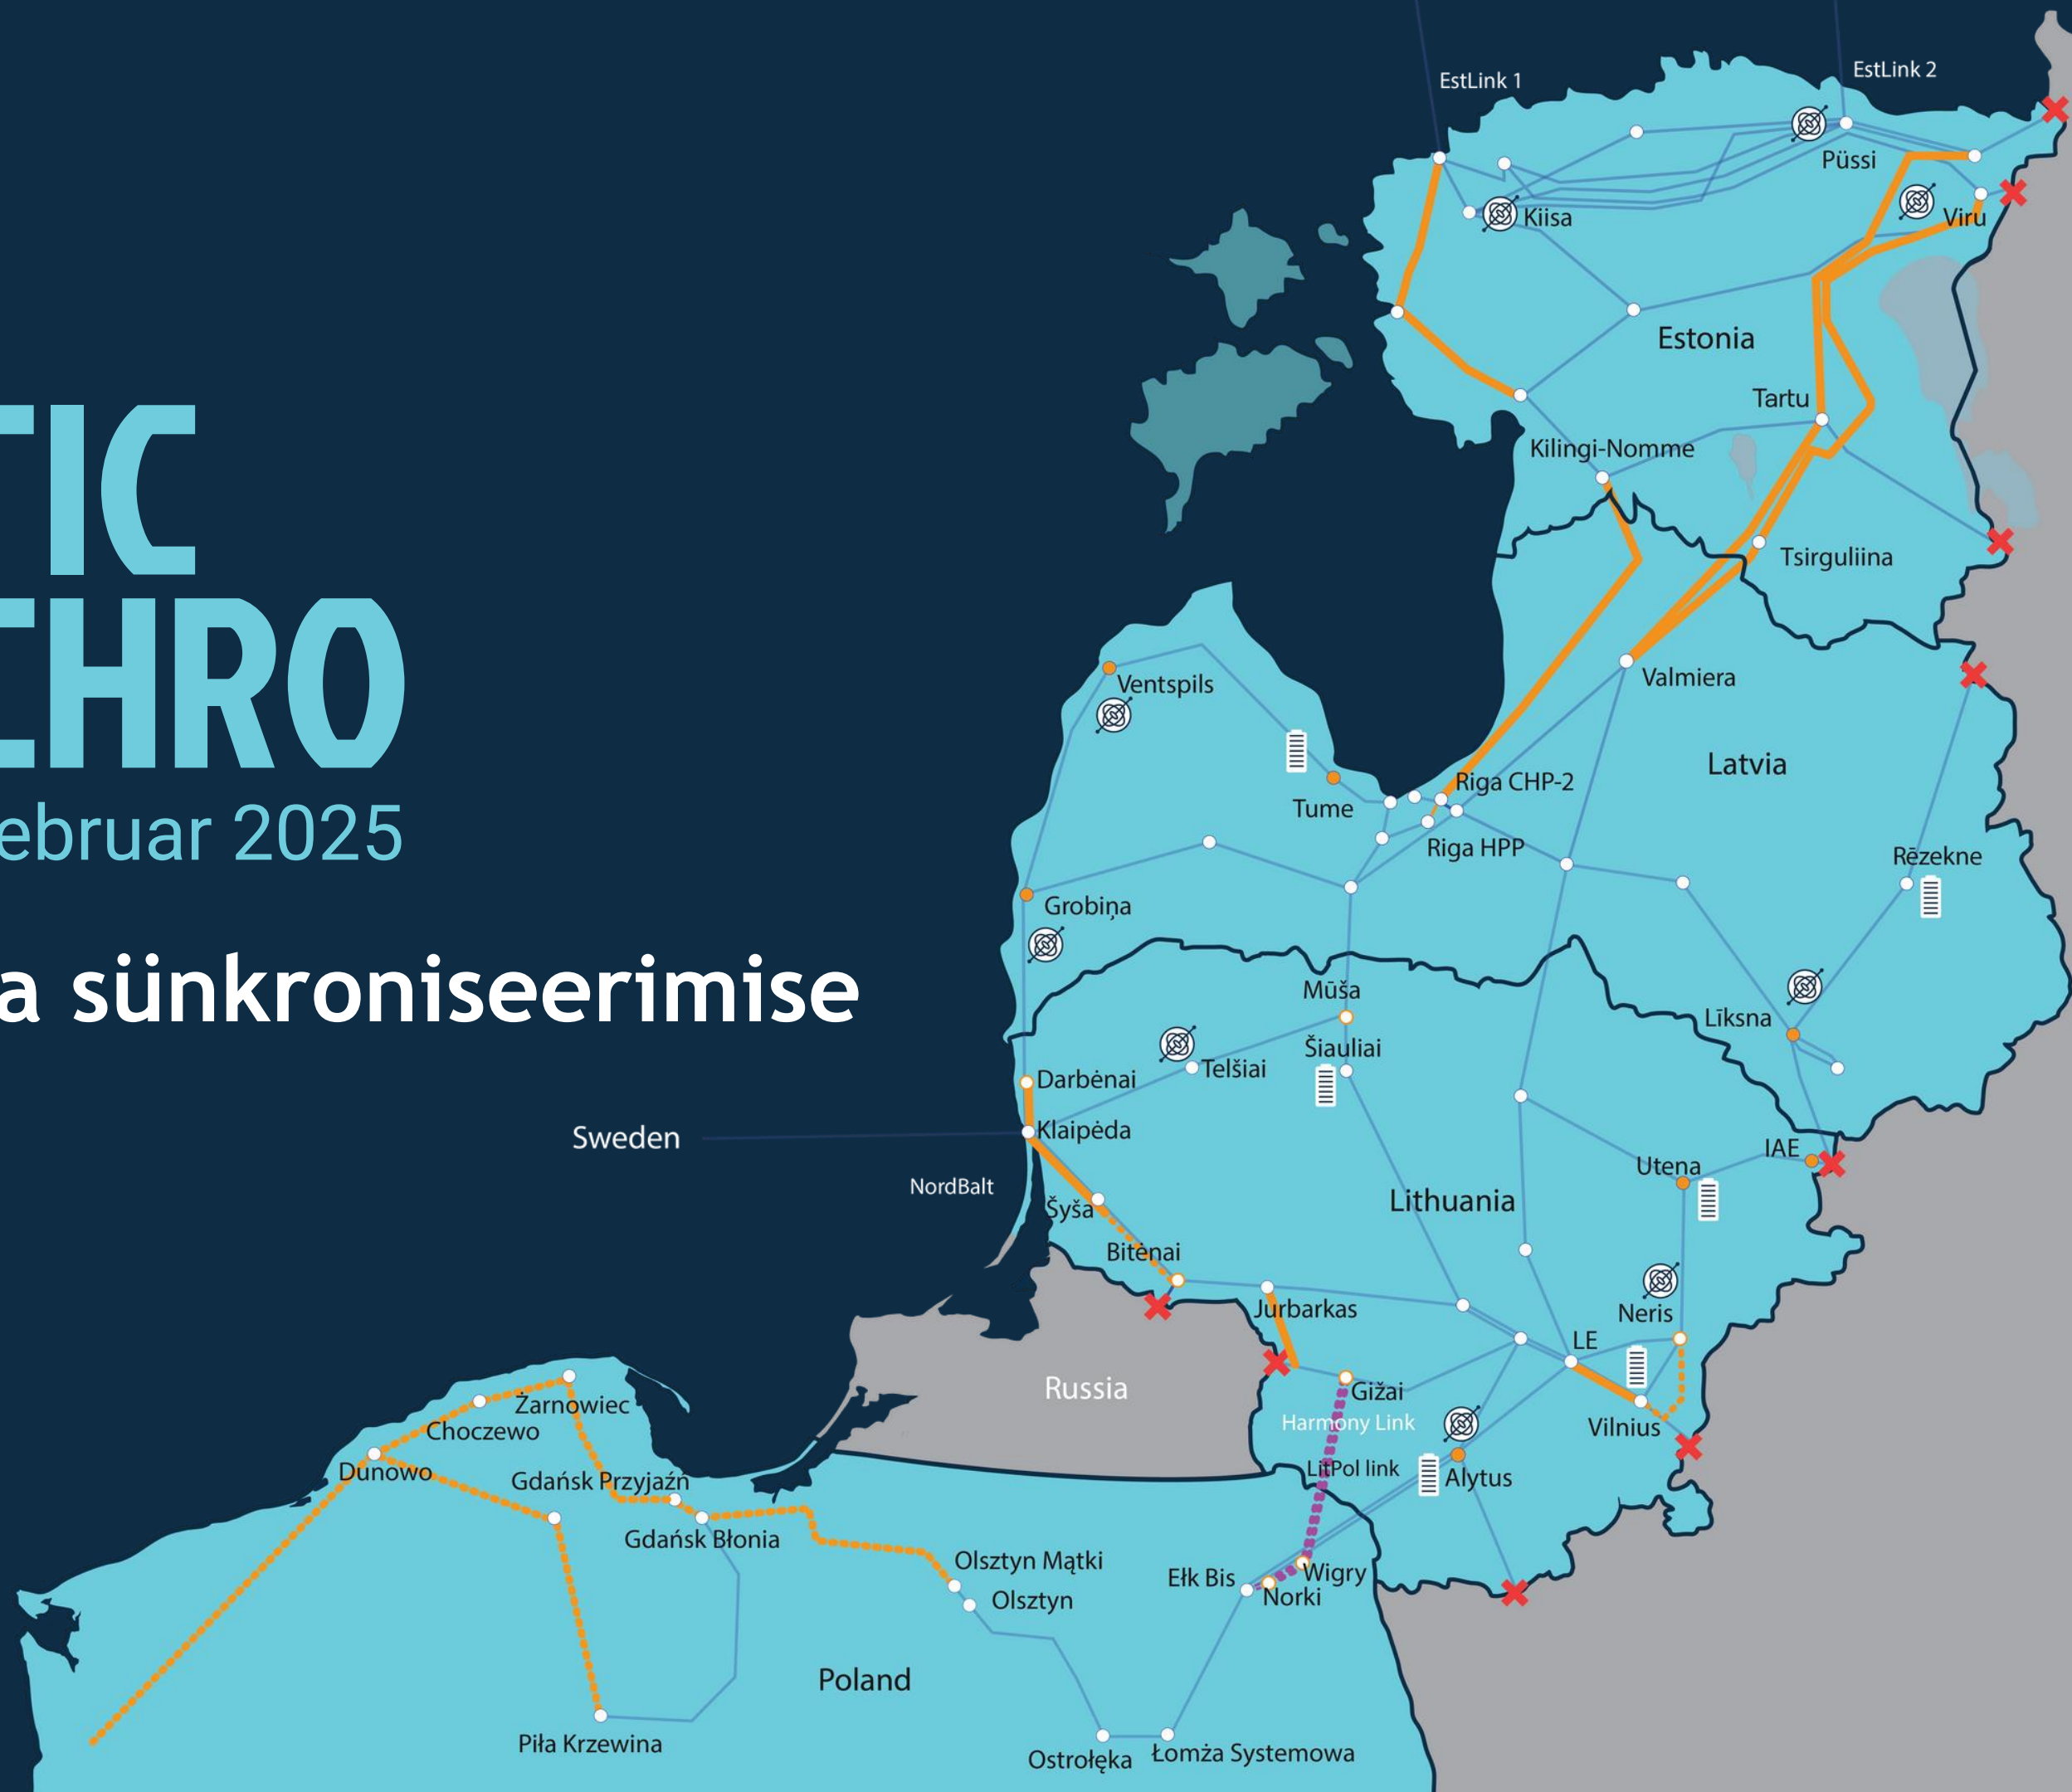 TIC
CHRO
ebruar 2025
a sünkroniseerimise
EstLink 1
EstLink 2
Püssi
Kiisa
Viru
Estonia
Tartu
Kilingi-Nomme
Tsirguliina
Ventspils
Valmiera
Latvia
Riga CHP-2
Tume
Riga HPP
Rēzekne
Grobiņa
Mūša
Līksna
Šiauliai
Telšiai
Darbėnai
Sweden
Klaipėda
IAE
Utena
NordBalt
Lithuania
Šyša
Bitėnai
Jurbarkas
Neris
LE
Russia
Gižai
Żarnowiec
Harmony Link
Vilnius
Choczewo
LitPol link
Dunowo
Gdańsk Przyjaźń
Alytus
Gdańsk Błonia
Olsztyn Mątki
Ełk Bis
Wigry
Norki
Olsztyn
Poland
Piła Krzewina
Ostrołęka
Łomża Systemowa